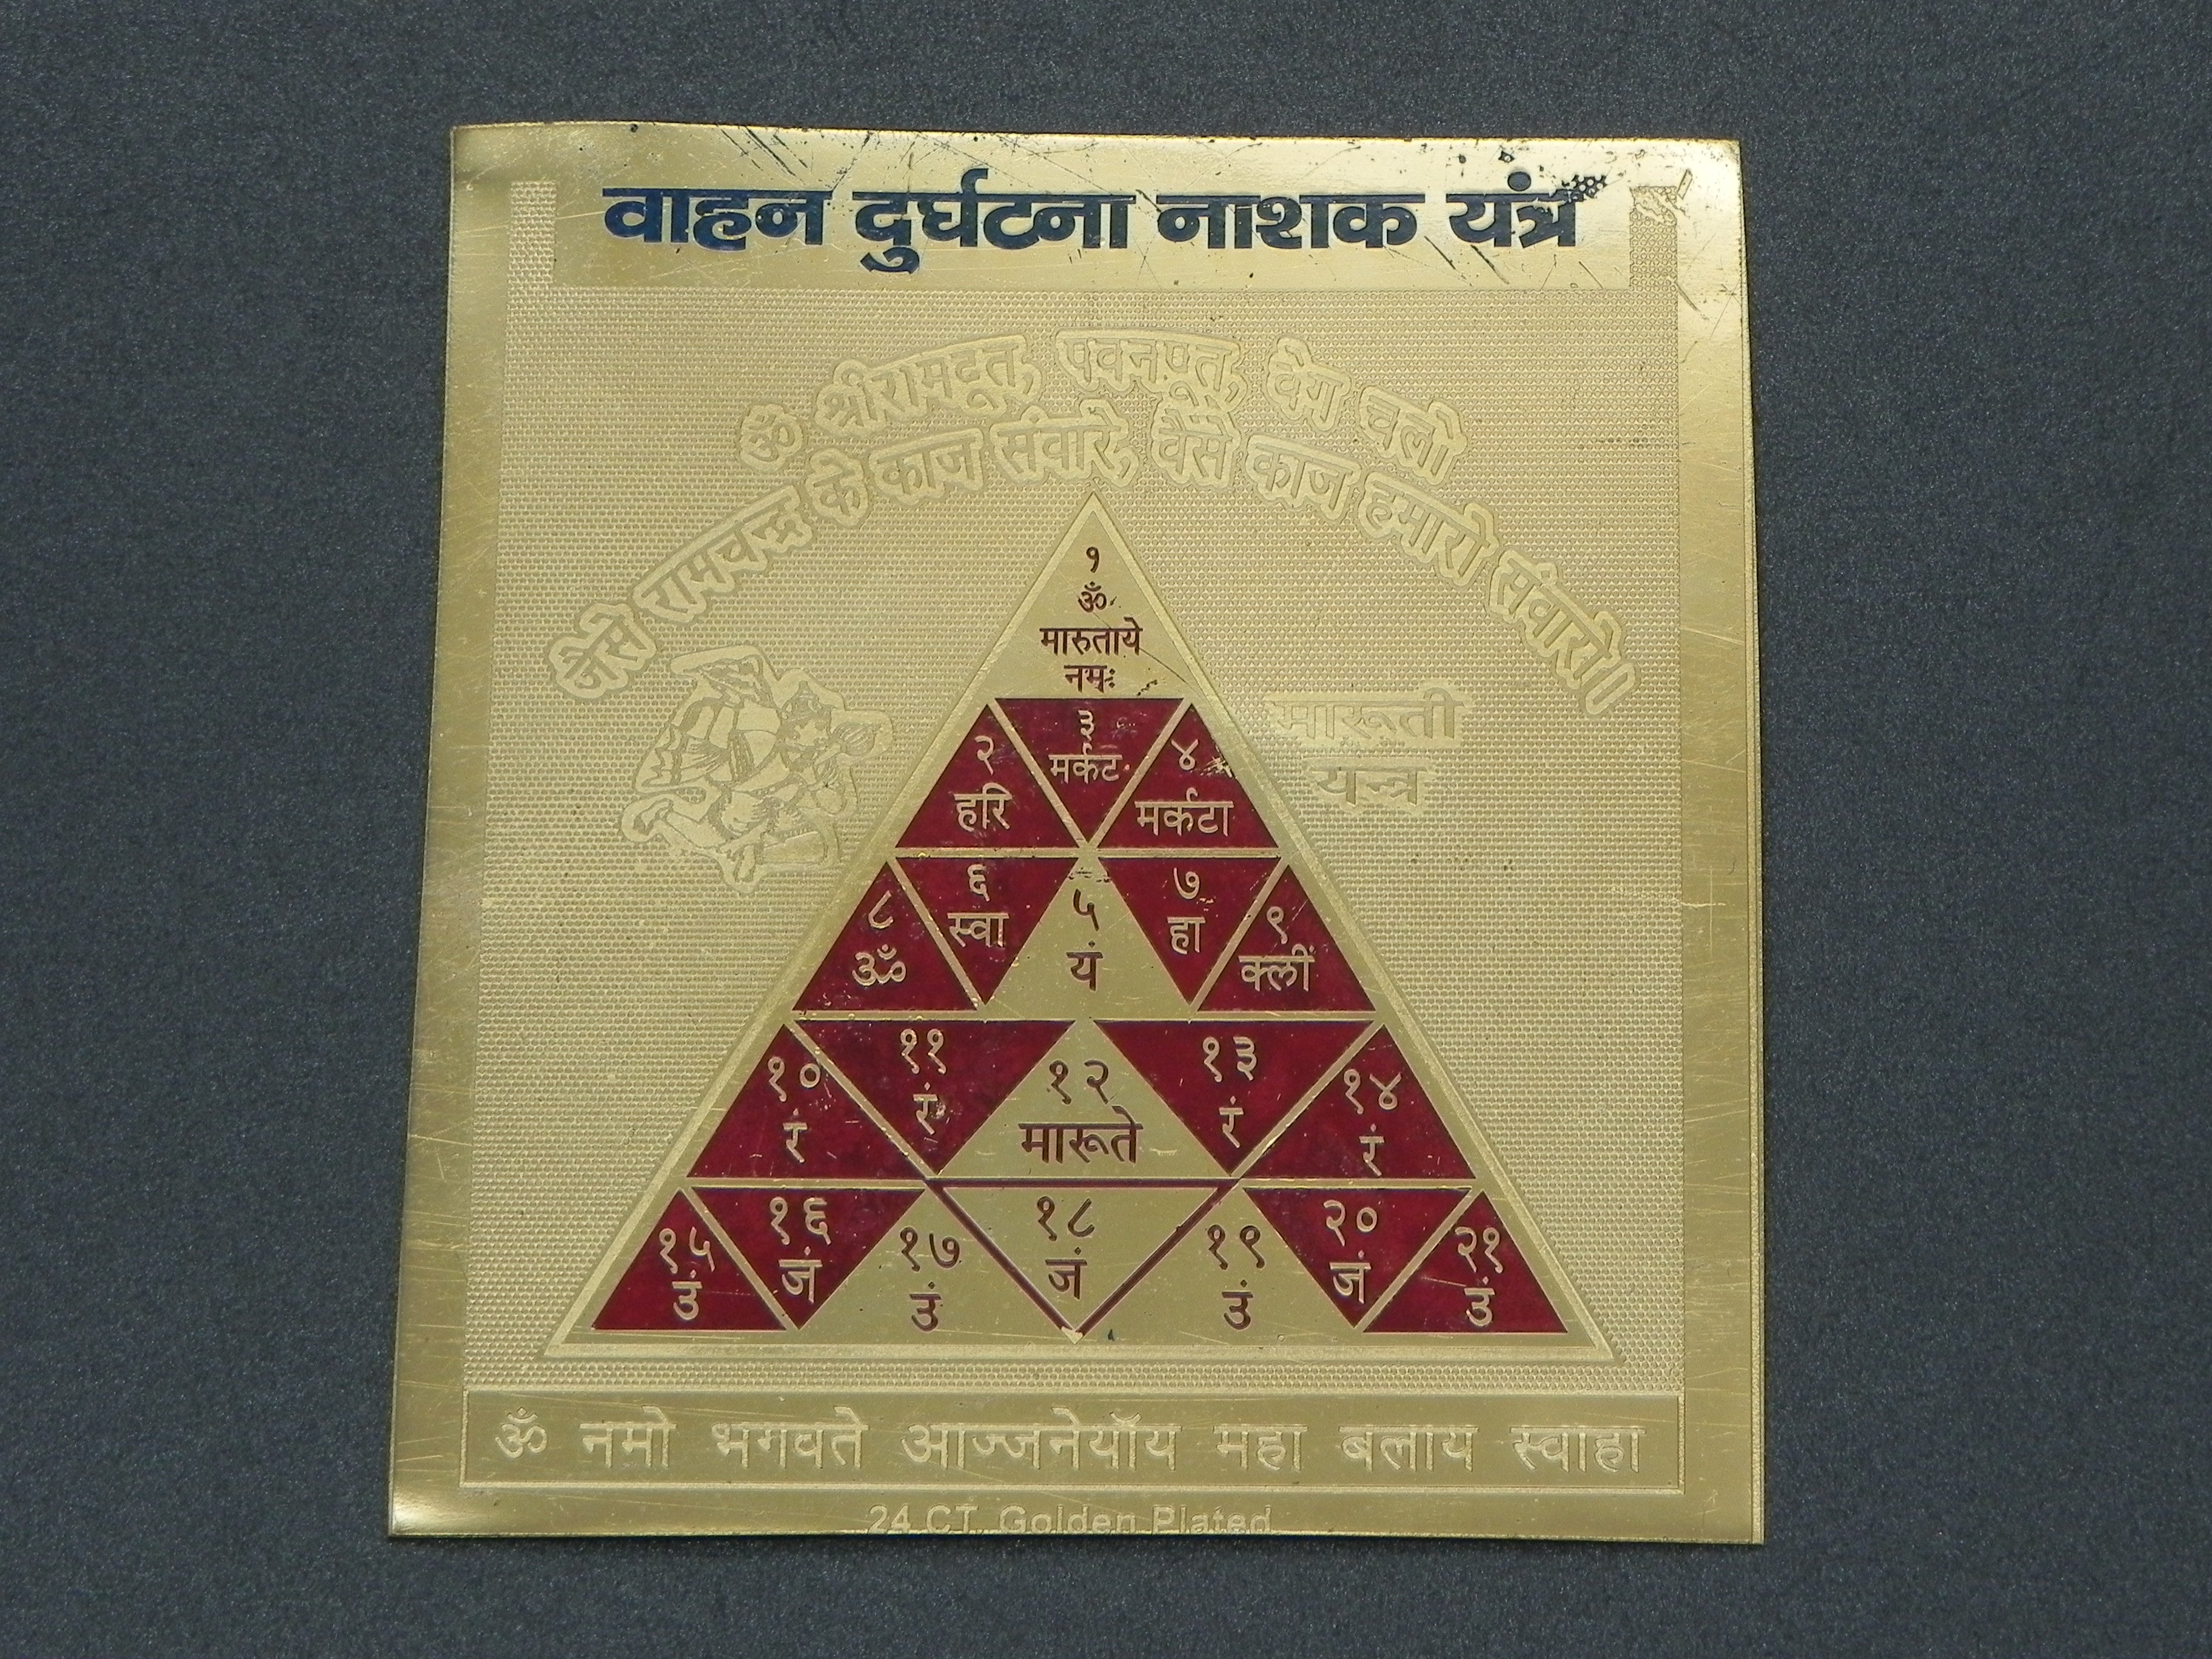 वाहन दुर्घटना नाशक यंत्र
ॐ श्रीरामदूत, पवनपूत, वेग चलो
जैसे रामचन्द्र के काज संवारे, वैसे काज हमारो संवारो॥
मारूती
यन्त्र
१
ॐ
मारुताये
नमः
२
हरि
३
मर्कट
४
मर्कटा
८
ॐ
६
स्वा
५
यं
७
हा
९
क्लीं
१०
रं
११
रं
१२
मारूते
१३
रं
१४
रं
१५
उं
१६
जं
१७
उं
१८
जं
१९
उं
२०
जं
२१
उं
ॐ नमो भगवते आज्जनेयॉय महा बलाय स्वाहा
24 CT. Golden Plated